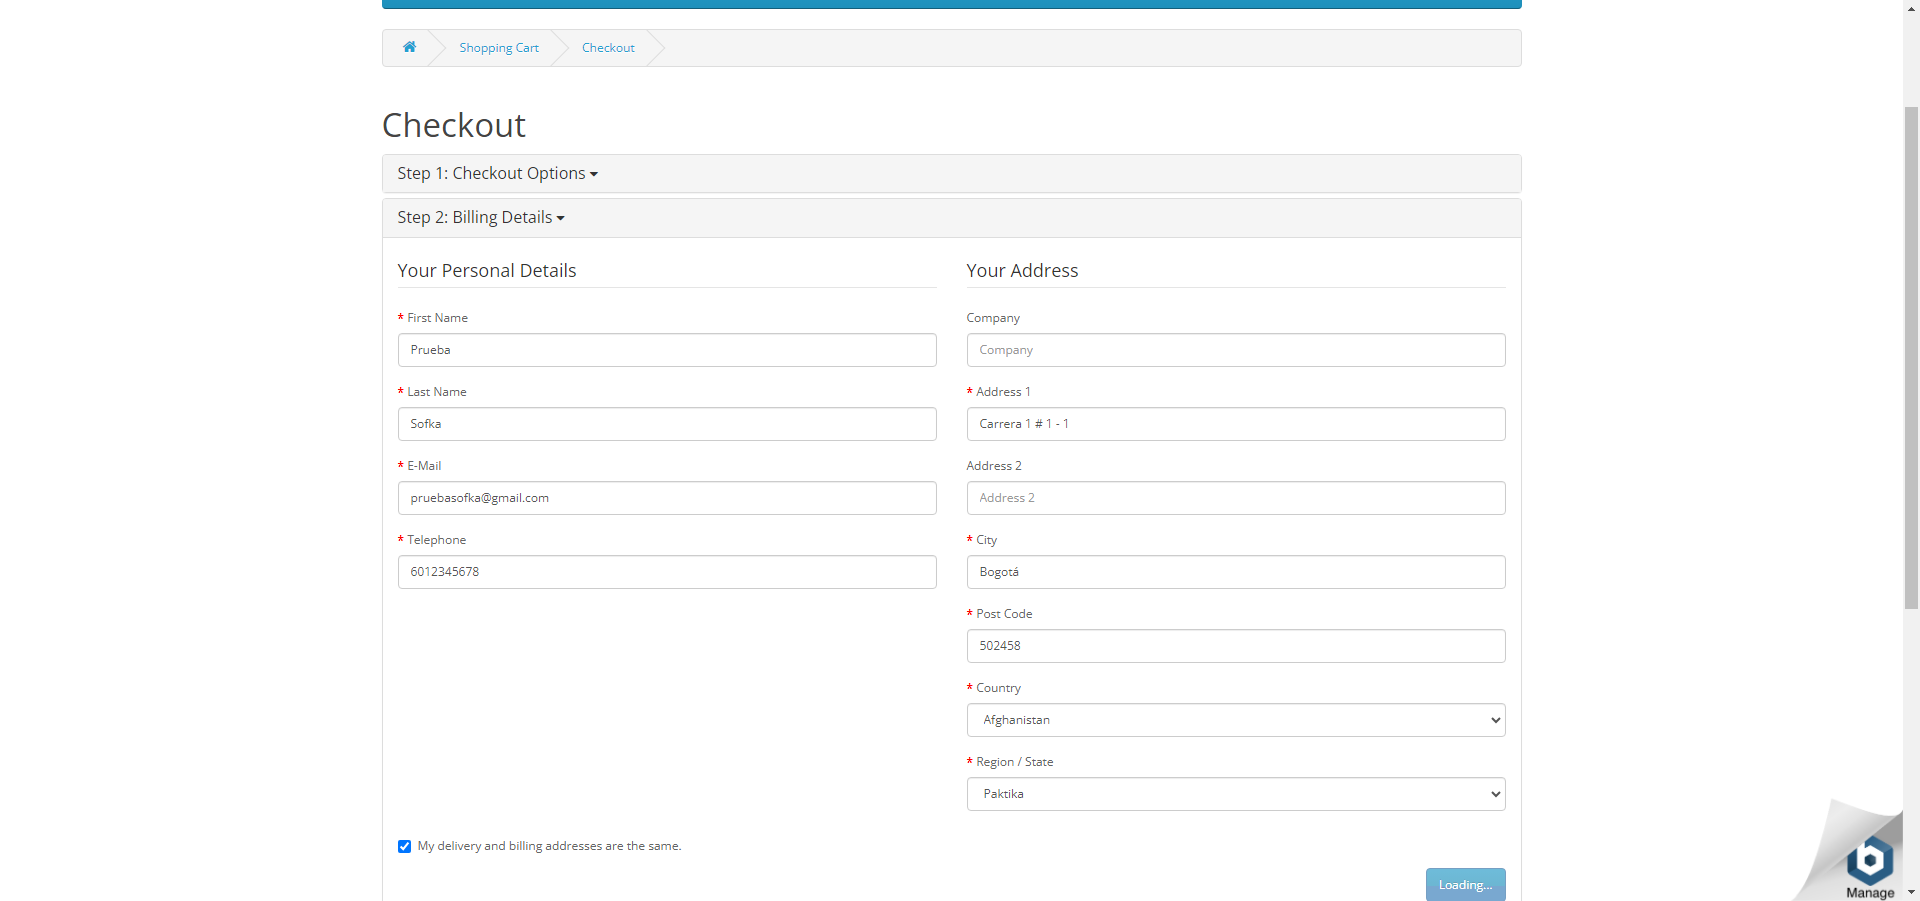 Shopping Cart
Checkout
Checkout
Step 1: Checkout Options
Step 2: Billing Details
Your Personal Details
* First Name
Prueba
* Last Name
Sofka
* E-Mail
pruebasofka@gmail.com
* Telephone
6012345678
Your Address
Company
Company
* Address 1
Carrera 1 # 1 - 1
Address 2
Address 2
* City
Bogotá
* Post Code
502458
* Country
Afghanistan
* Region / State
Paktika
My delivery and billing addresses are the same.
Loading...
b
Manage